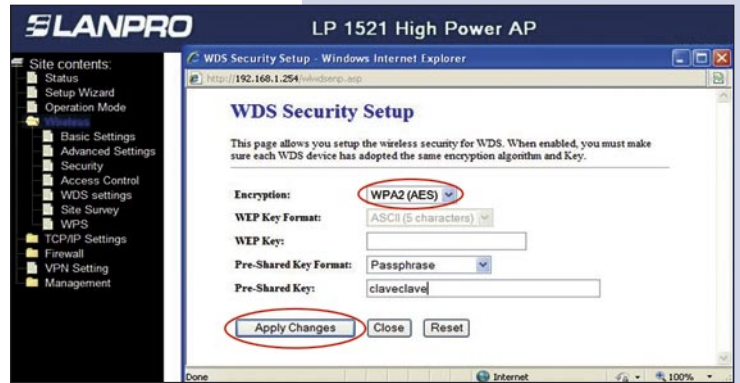 LANPRO
LP 1521 High Power AP
Site contents:
Status
Setup Wizard
Operation Mode
Wireless
Basic Settings
Advanced Settings
Security
Access Control
WDS settings
Site Survey
WPS
TCP/IP Settings
Firewall
VPN Setting
Management
WDS Security Setup - Windows Internet Explorer
http://192.168.1.254/wlwdsenp.asp
WDS Security Setup
This page allows you setup the wireless security for WDS. When enabled, you must make
sure each WDS device has adopted the same encryption algorithm and Key.
Encryption: WPA2 (AES)
WEP Key Format: ASCII (5 characters)
WEP Key:
Pre-Shared Key Format: Passphrase
Pre-Shared Key: claveclave
Apply Changes Close Reset
Done Internet 100%